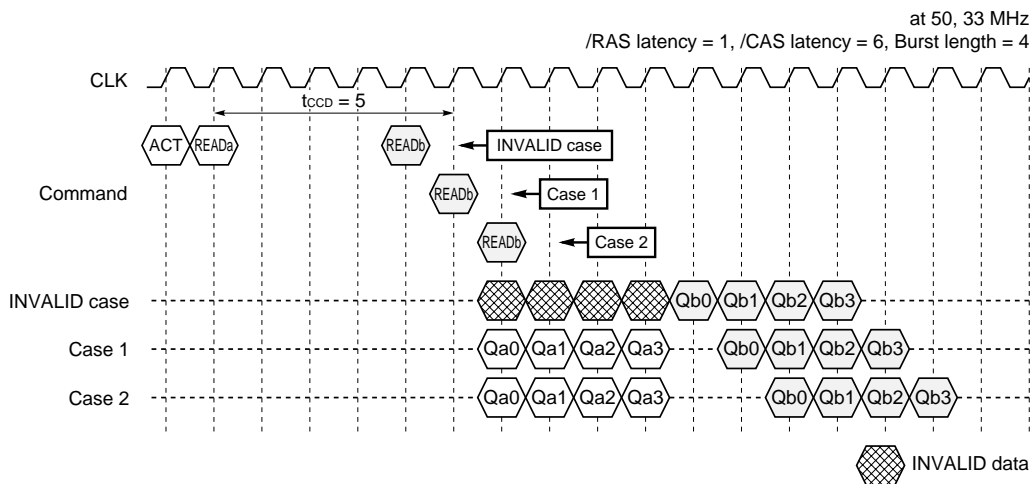 at 50, 33 MHz
/RAS latency = 1, /CAS latency = 6, Burst length = 4
CLK
tCCD = 5
ACT READa READb INVALID case
Command READb Case 1
READb Case 2
INVALID case Qb0 Qb1 Qb2 Qb3
Case 1 Qa0 Qa1 Qa2 Qa3 Qb0 Qb1 Qb2 Qb3
Case 2 Qa0 Qa1 Qa2 Qa3 Qb0 Qb1 Qb2 Qb3
INVALID data